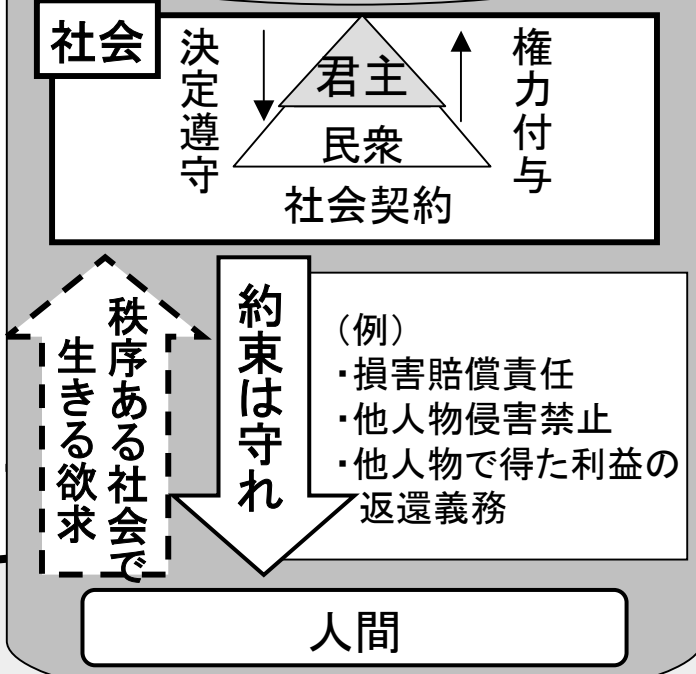 社会
決定遵守
君主
民衆
社会契約
権力付与
秩序ある社会で
生きる欲求
約束は守れ
(例)
・損害賠償責任
・他人物侵害禁止
・他人物で得た利益の
返還義務
人間